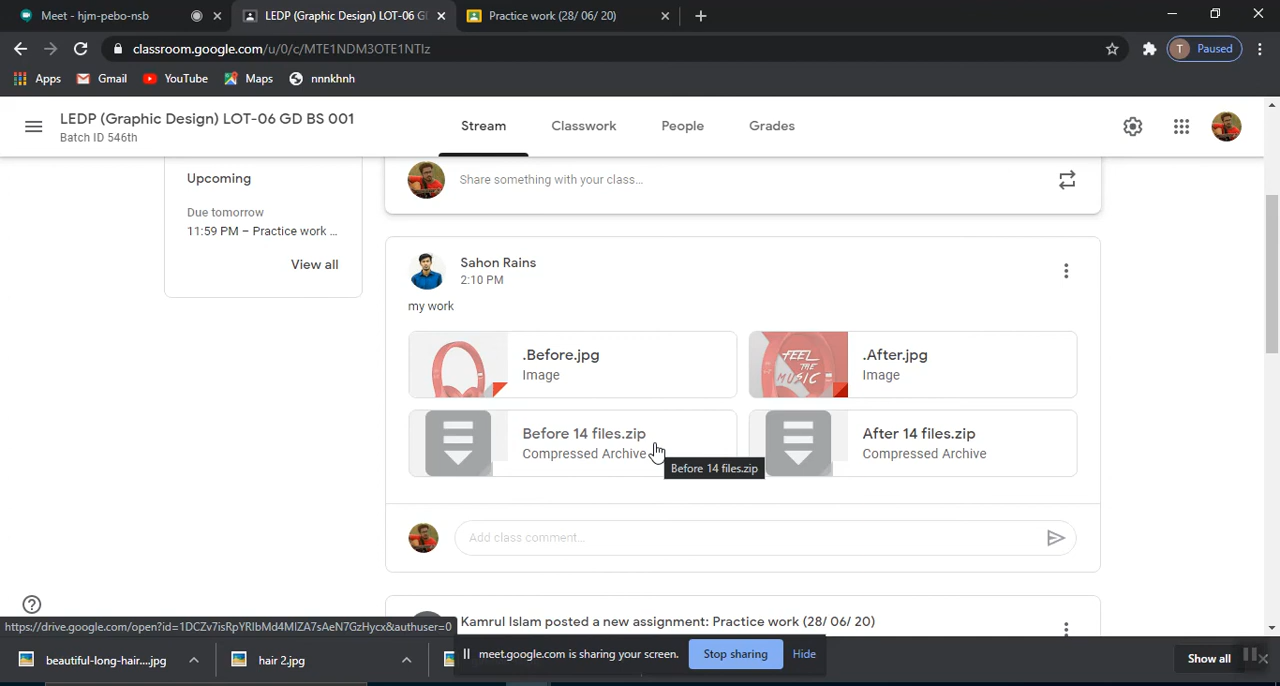 Meet - hjm-pebo-nsb
LEDP (Graphic Design) LOT-06 G
Practice work (28/ 06/ 20)
classroom.google.com/u/0/c/MTE1NDM3OTE1NTIz
T Paused
Apps Gmail YouTube Maps nnnkhnh
LEDP (Graphic Design) LOT-06 GD BS 001
Batch ID 546th
Stream Classwork People Grades
Upcoming
Due tomorrow
11:59 PM – Practice work ...
View all
Share something with your class...
Sahon Rains
2:10 PM
my work
.Before.jpg
Image
.After.jpg
Image
FEEL THE MUSIC
Before 14 files.zip
Compressed Archive
Before 14 files.zip
After 14 files.zip
Compressed Archive
Add class comment...
Kamrul Islam posted a new assignment: Practice work (28/ 06/ 20)
https://drive.google.com/open?id=1DCZv7isRpYRIbMd4MIZA7sAeN7GzHycx&authuser=0
beautiful-long-hair....jpg
hair 2.jpg
meet.google.com is sharing your screen.
Stop sharing
Hide
Show all